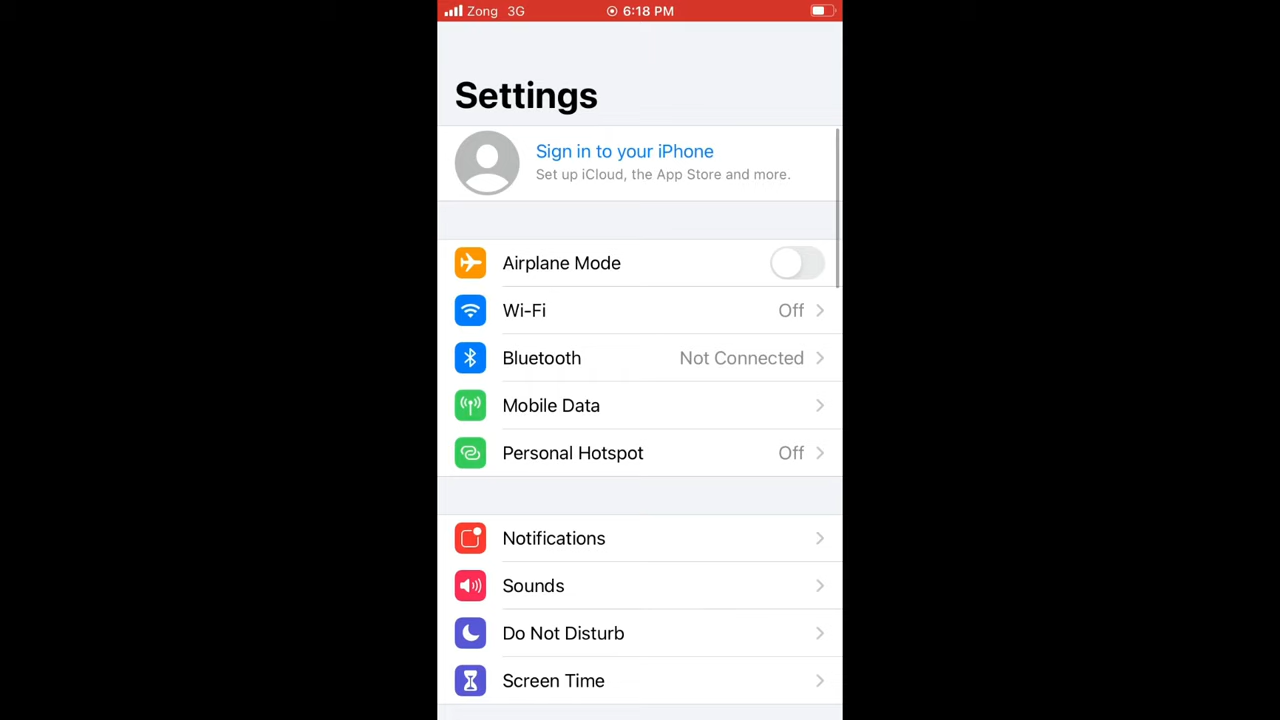 Zong 3G 6:18 PM
Settings
Sign in to your iPhone
Set up iCloud, the App Store and more.
Airplane Mode
Wi-Fi Off
Bluetooth Not Connected
Mobile Data
Personal Hotspot Off
Notifications
Sounds
Do Not Disturb
Screen Time